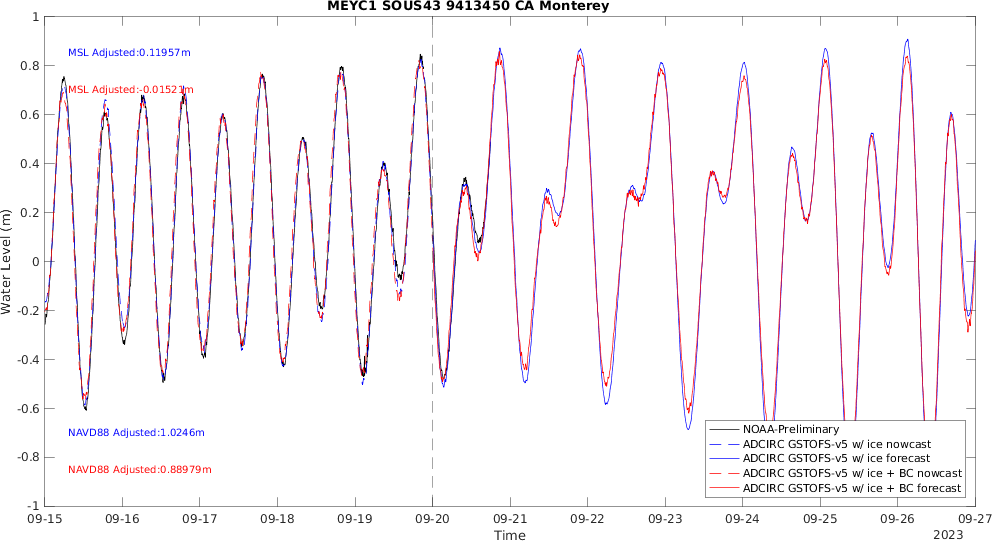 MEYC1 SOUS43 9413450 CA Monterey
1
0.8
0.6
0.4
0.2
0
-0.2
-0.4
-0.6
-0.8
-1
Water Level (m)
MSL Adjusted:0.11957m
MSL Adjusted:-0.01521m
NAVD88 Adjusted:1.0246m
NAVD88 Adjusted:0.88979m
NOAA-Preliminary
ADCIRC GSTOFS-v5 w/ ice nowcast
ADCIRC GSTOFS-v5 w/ ice forecast
ADCIRC GSTOFS-v5 w/ ice + BC nowcast
ADCIRC GSTOFS-v5 w/ ice + BC forecast
09-15 09-16 09-17 09-18 09-19 09-20 09-21 09-22 09-23 09-24 09-25 09-26 09-27
Time
2023